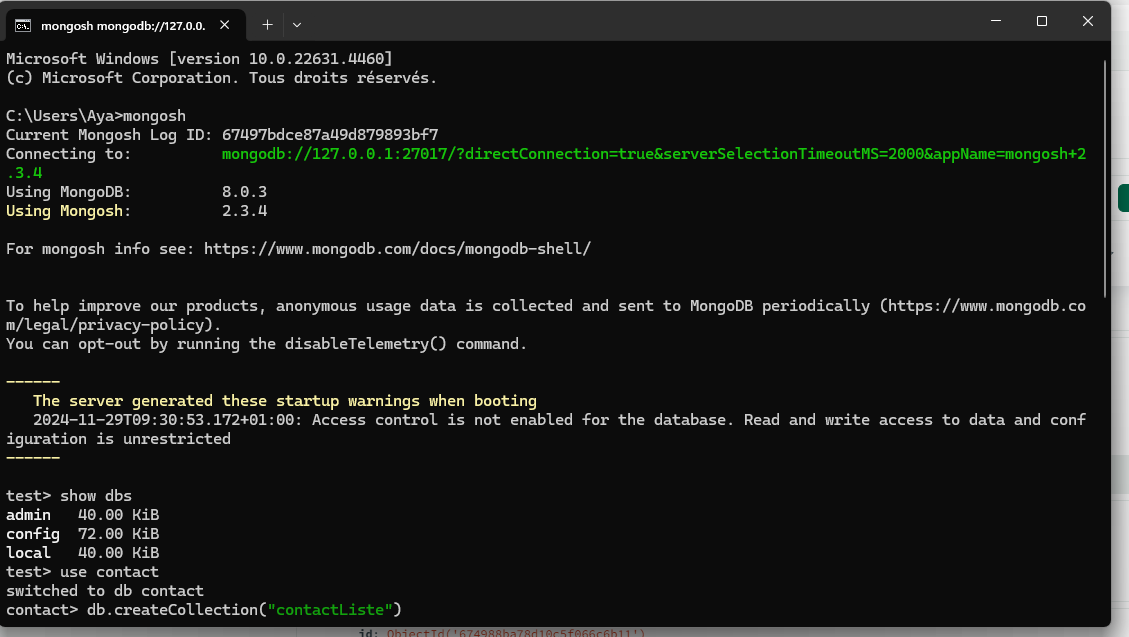 mongosh mongodb://127.0.0.
Microsoft Windows [version 10.0.22631.4460]
(c) Microsoft Corporation. Tous droits réservés.
C:\Users\Aya>mongosh
Current Mongosh Log ID: 67497bdce87a49d879893bf7
Connecting to: mongodb://127.0.0.1:27017/?directConnection=true&serverSelectionTimeoutMS=2000&appName=mongosh+2
.3.4
Using MongoDB: 8.0.3
Using Mongosh: 2.3.4
For mongosh info see: https://www.mongodb.com/docs/mongodb-shell/
To help improve our products, anonymous usage data is collected and sent to MongoDB periodically (https://www.mongodb.co
m/legal/privacy-policy).
You can opt-out by running the disableTelemetry() command.
------
The server generated these startup warnings when booting
2024-11-29T09:30:53.172+01:00: Access control is not enabled for the database. Read and write access to data and conf
iguration is unrestricted
------
test> show dbs
admin 40.00 KiB
config 72.00 KiB
local 40.00 KiB
test> use contact
switched to db contact
contact> db.createCollection("contactListe")
id: ObjectId('674988ba78d10c5f066c6b11')